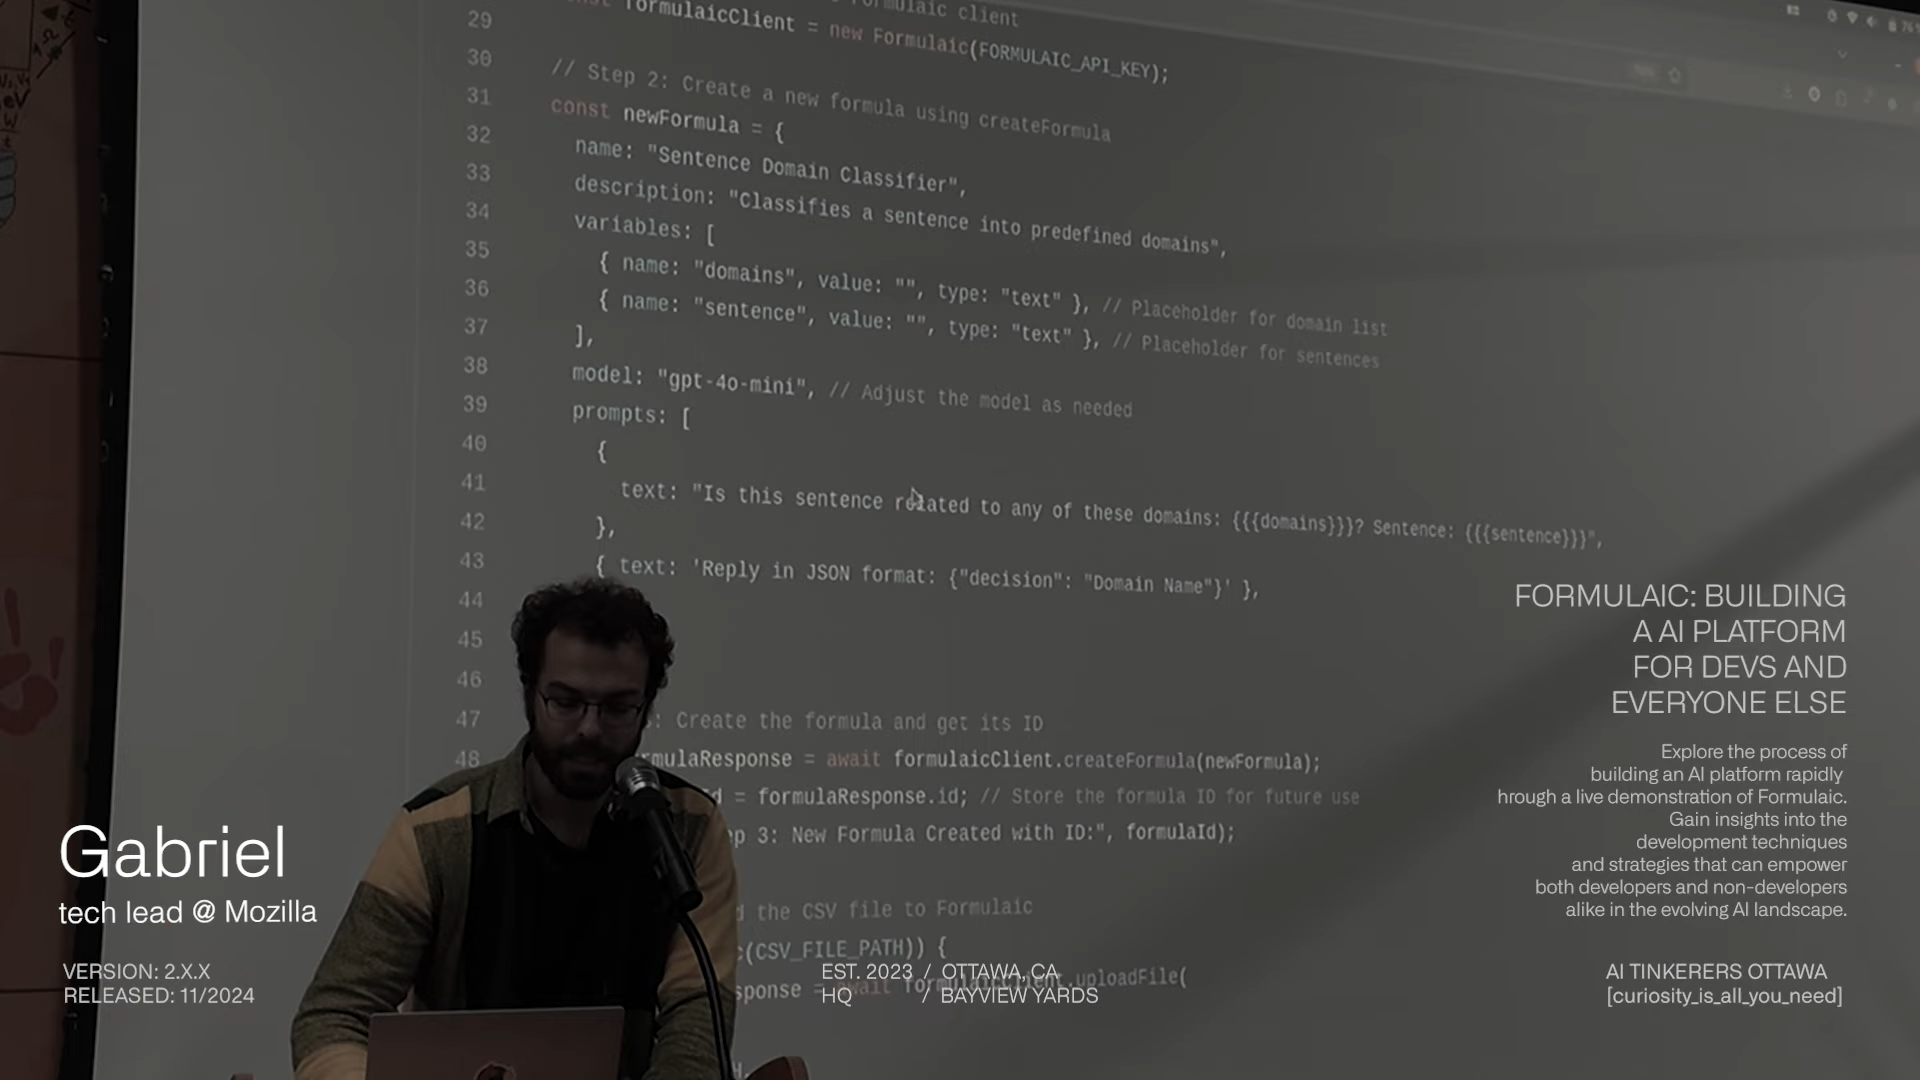 29 formulaicClient = new Formulaic(FORMULAIC_API_KEY);
30
31 // Step 2: Create a new formula using createFormula
32 const newFormula = {
33 name: "Sentence Domain Classifier",
34 description: "Classifies a sentence into predefined domains",
35 variables: [
36 { name: "domains", value: "", type: "text" }, // Placeholder for domain list
37 { name: "sentence", value: "", type: "text" }, // Placeholder for sentences
38 ],
39 model: "gpt-4o-mini", // Adjust the model as needed
40 prompts: [
41 {
42 text: "Is this sentence related to any of these domains: {{{domains}}}? Sentence: {{{sentence}}}",
43 },
44 { text: 'Reply in JSON format: {"decision": "Domain Name"}' },
45
46
47 : Create the formula and get its ID
48 rmulaResponse = await formulaicClient.createFormula(newFormula);
d = formulaResponse.id; // Store the formula ID for future use
ep 3: New Formula Created with ID:", formulaId);
d the CSV file to Formulaic
c(CSV_FILE_PATH)) {
sponse = await formulaicClient.uploadFile(
FORMULAIC: BUILDING
A AI PLATFORM
FOR DEVS AND
EVERYONE ELSE
Explore the process of
building an AI platform rapidly
hrough a live demonstration of Formulaic.
Gain insights into the
development techniques
and strategies that can empower
both developers and non-developers
alike in the evolving AI landscape.
Gabriel
tech lead @ Mozilla
VERSION: 2.X.X
RELEASED: 11/2024
EST. 2023 / OTTAWA, CA
HQ / BAYVIEW YARDS
AI TINKERERS OTTAWA
[curiosity_is_all_you_need]